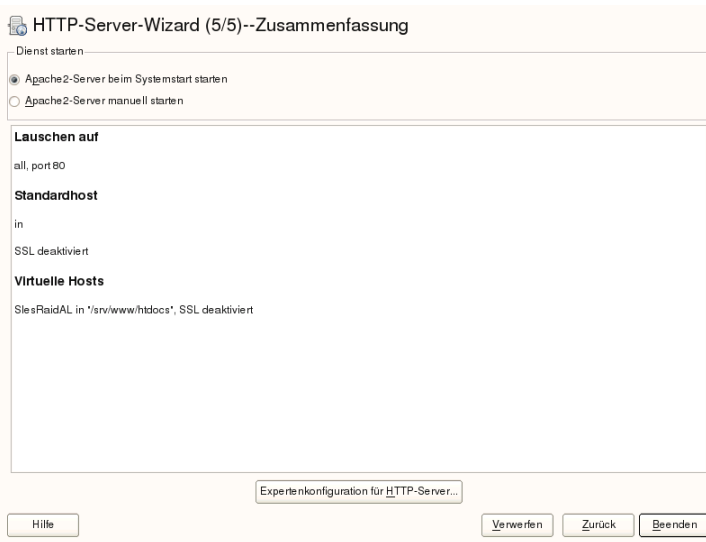 HTTP-Server-Wizard (5/5)--Zusammenfassung
Dienst starten
Apache2-Server beim Systemstart starten
Apache2-Server manuell starten
Lauschen auf
all, port 80
Standardhost
in
SSL deaktiviert
Virtuelle Hosts
SlesRaidAL in "/srv/www/htdocs", SSL deaktiviert
Expertenkonfiguration für HTTP-Server...
Hilfe
Verwerfen
Zurück
Beenden